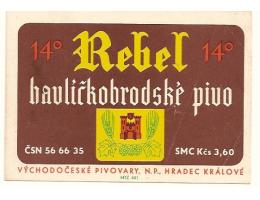 14° Rebel 14°
havlíčkobrodské pivo
ČSN 56 66 35 SMC Kčs 3,60
VÝCHODOČESKÉ PIVOVARY, N.P., HRADEC KRÁLOVÉ